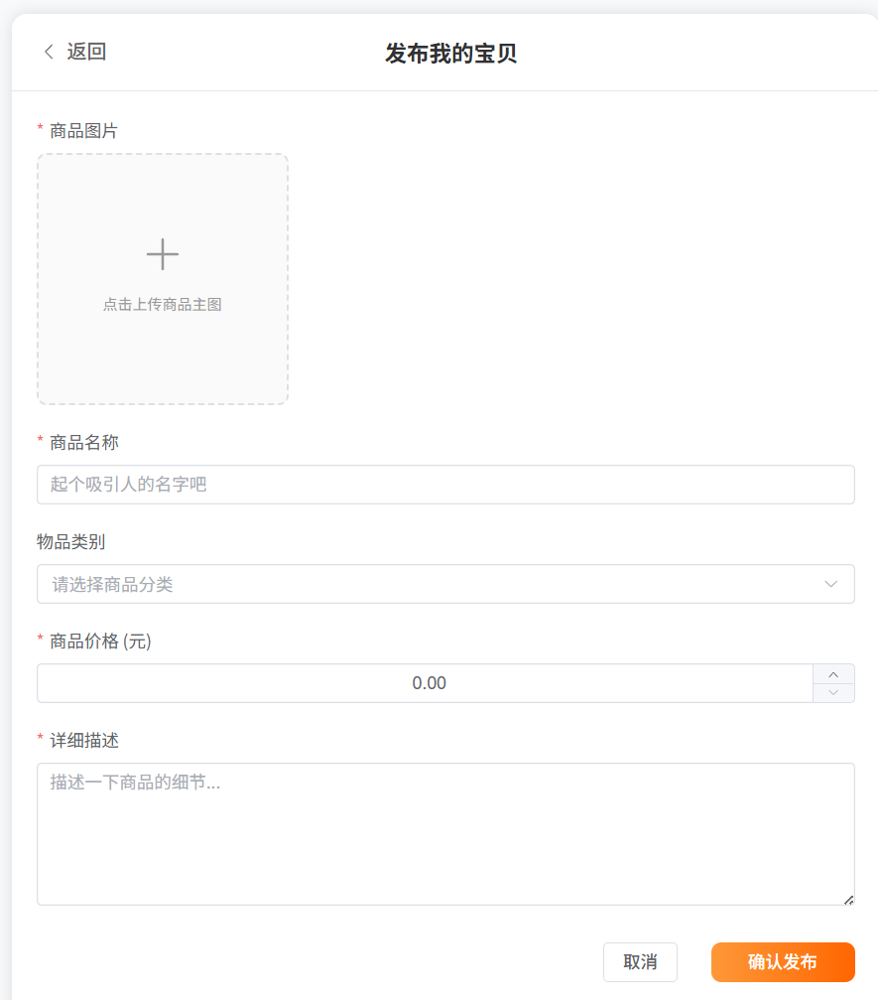 返回
发布我的宝贝
* 商品图片
点击上传商品主图
* 商品名称
起个吸引人的名字吧
物品类别
请选择商品分类
* 商品价格 (元)
0.00
* 详细描述
描述一下商品的细节...
取消
确认发布